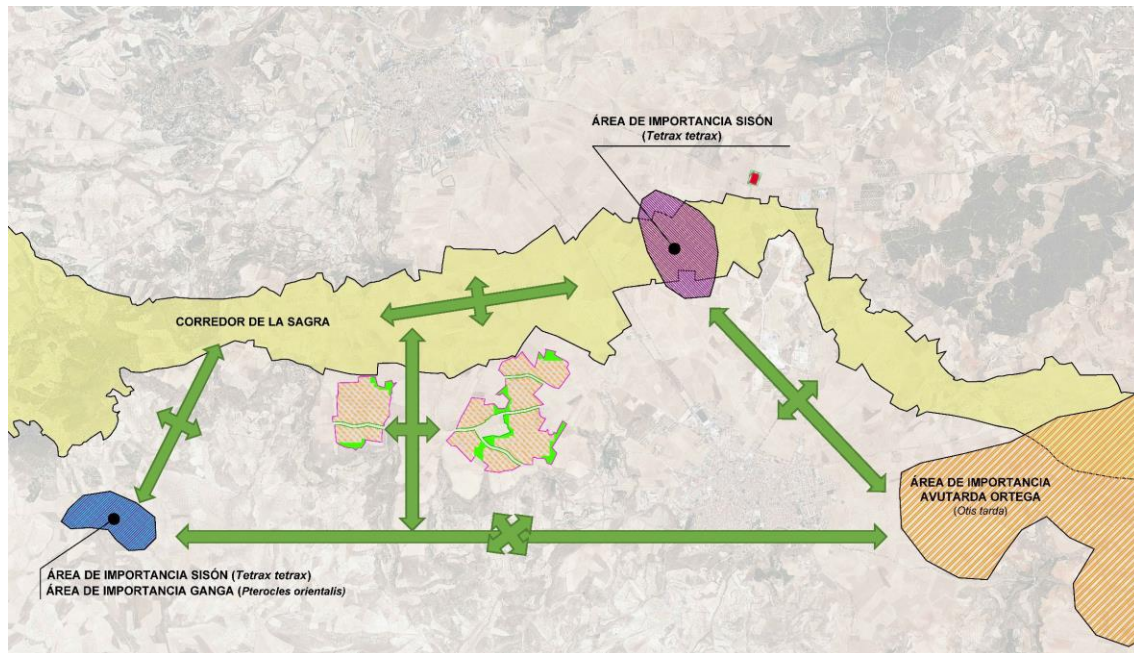 ÁREA DE IMPORTANCIA SISÓN
(Tetrax tetrax)
CORREDOR DE LA SAGRA
ÁREA DE IMPORTANCIA
AVUTARDA ORTEGA
(Otis tarda)
ÁREA DE IMPORTANCIA SISÓN (Tetrax tetrax)
ÁREA DE IMPORTANCIA GANGA (Pterocles orientalis)